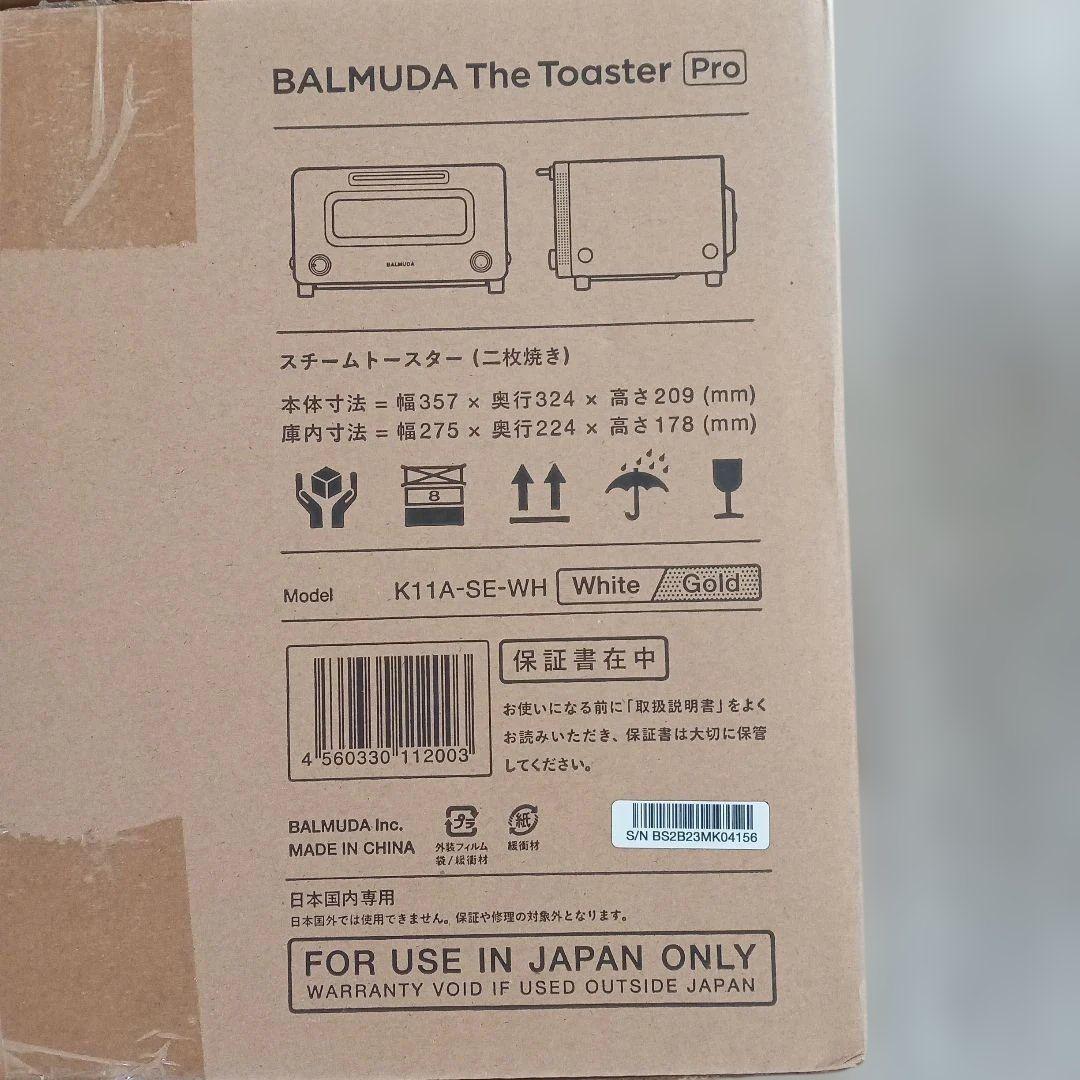 BALMUDA The Toaster Pro
BALMUDA
スチームトースター (二枚焼き)
本体寸法 = 幅357 × 奥行324 × 高さ209 (mm)
庫内寸法 = 幅275 × 奥行224 × 高さ178 (mm)
8
Model K11A-SE-WH White Gold
保証書在中
お使いになる前に「取扱説明書」をよく
お読みいただき、保証書は大切に保管
してください。
4 560330 112003
BALMUDA Inc.
MADE IN CHINA
プラ
外装フィルム
袋/緩衝材
紙
緩衝材
S/N BS2B23MK04156
日本国内専用
日本国外では使用できません。保証や修理の対象外となります。
FOR USE IN JAPAN ONLY
WARRANTY VOID IF USED OUTSIDE JAPAN